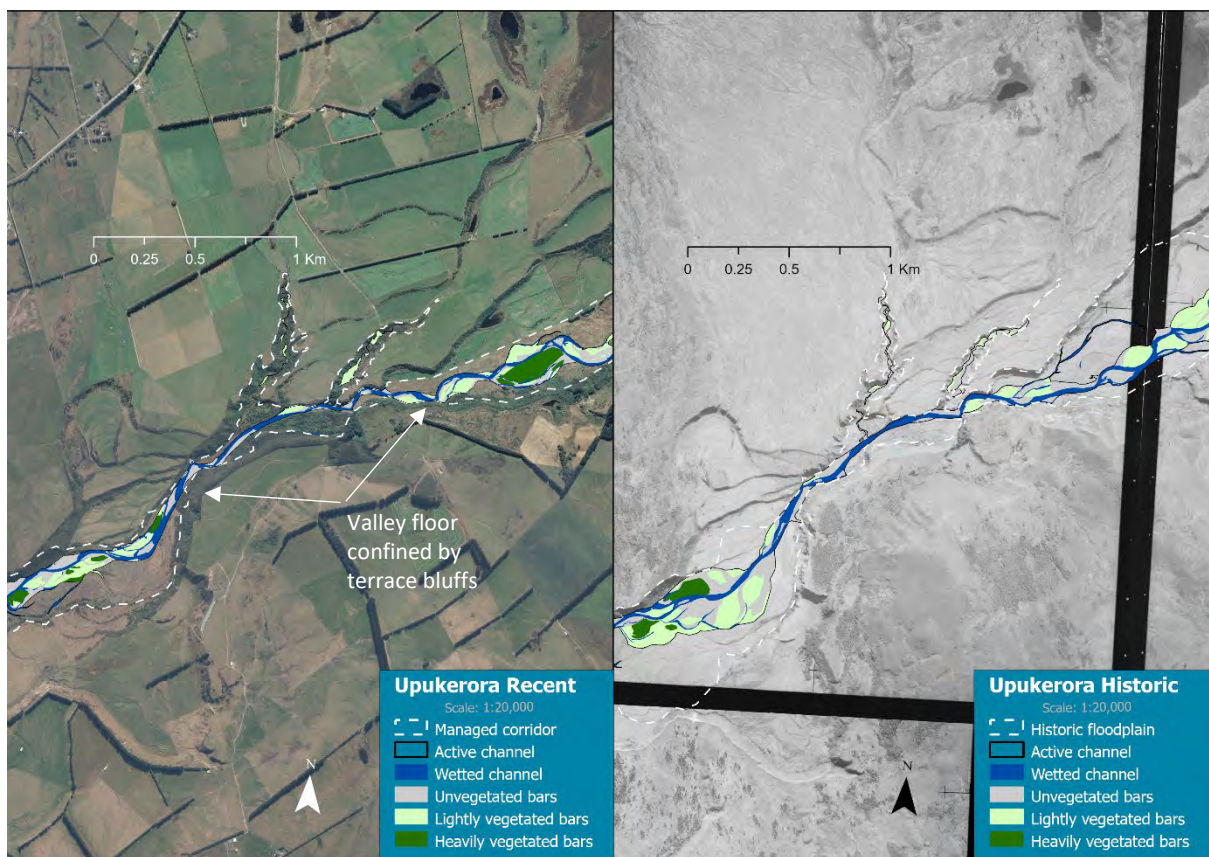 0 0.25 0.5 1 Km
Valley floor
confined by
terrace bluffs
N
Upukerora Recent
Scale: 1:20,000
Managed corridor
Active channel
Wetted channel
Unvegetated bars
Lightly vegetated bars
Heavily vegetated bars
0 0.25 0.5 1 Km
N
Upukerora Historic
Scale: 1:20,000
Historic floodplain
Active channel
Wetted channel
Unvegetated bars
Lightly vegetated bars
Heavily vegetated bars